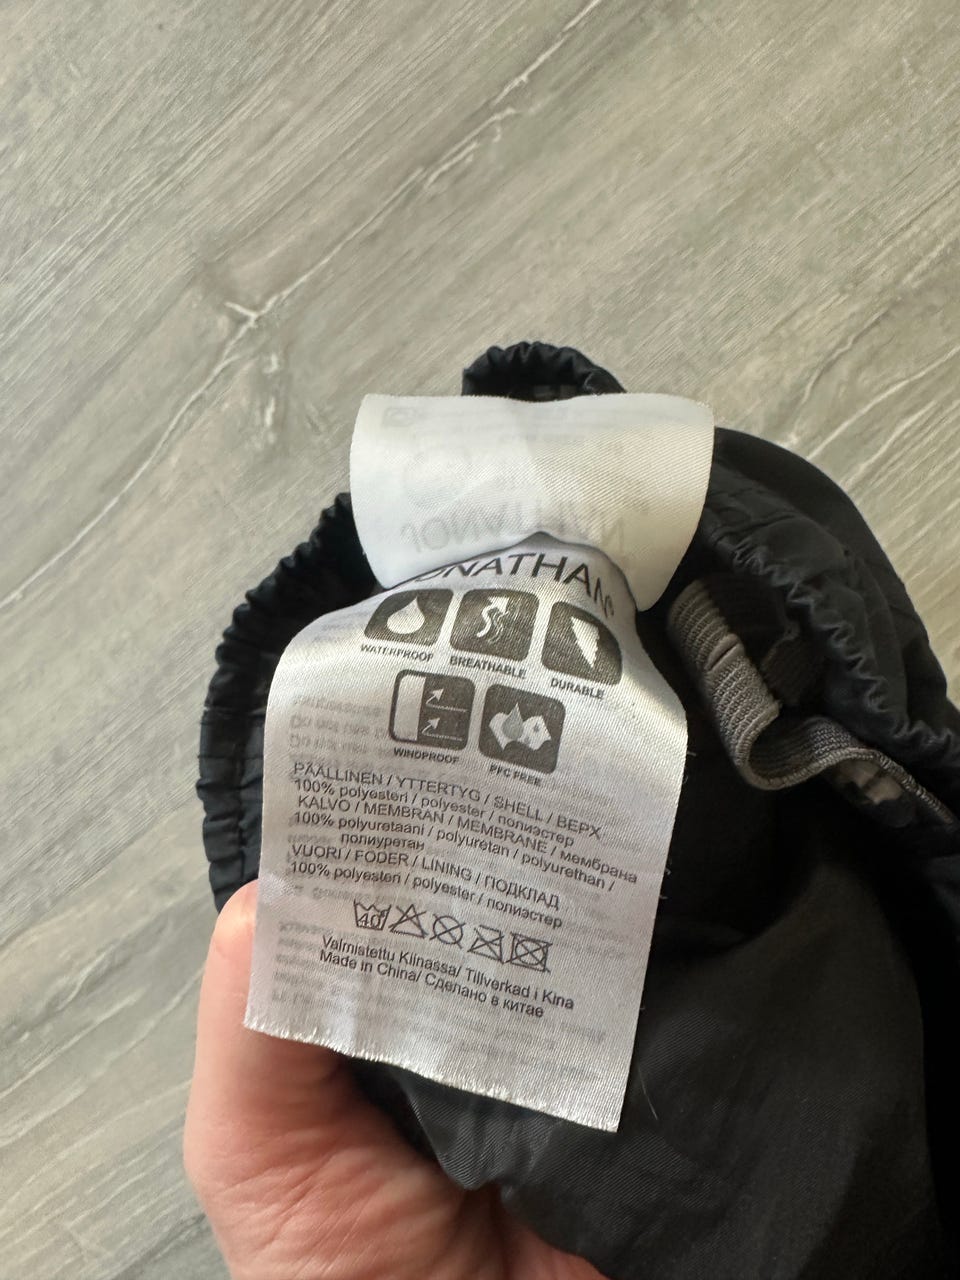 JONATHAN®
WATERPROOF BREATHABLE DURABLE
WINDPROOF PFC FREE
PÄÄLLINEN / YTTERTYG / SHELL / ВЕРХ
100% polyesteri / polyester / полиэстер
KALVO / MEMBRAN / MEMBRANE / мембрана
100% polyuretaani / polyuretan / polyurethan /
полиуретан
VUORI / FODER / LINING / ПОДКЛАД
100% polyesteri / polyester / полиэстер
40
Valmistettu Kiinassa/ Tillverkad i Kina
Made in China/ Сделано в китае